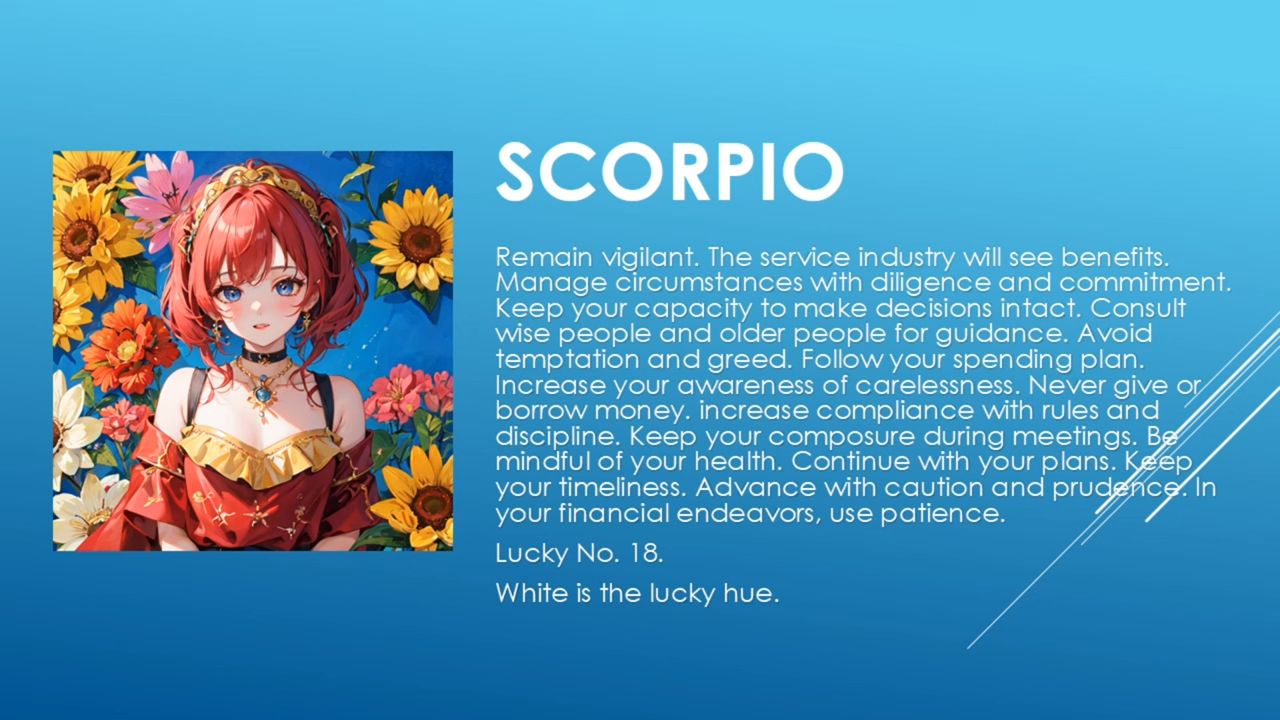 SCORPIO
Remain vigilant. The service industry will see benefits.
Manage circumstances with diligence and commitment.
Keep your capacity to make decisions intact. Consult
wise people and older people for guidance. Avoid
temptation and greed. Follow your spending plan.
Increase your awareness of carelessness. Never give or
borrow money. increase compliance with rules and
discipline. Keep your composure during meetings. Be
mindful of your health. Continue with your plans. Keep
your timeliness. Advance with caution and prudence. In
your financial endeavors, use patience.
Lucky No. 18.
White is the lucky hue.